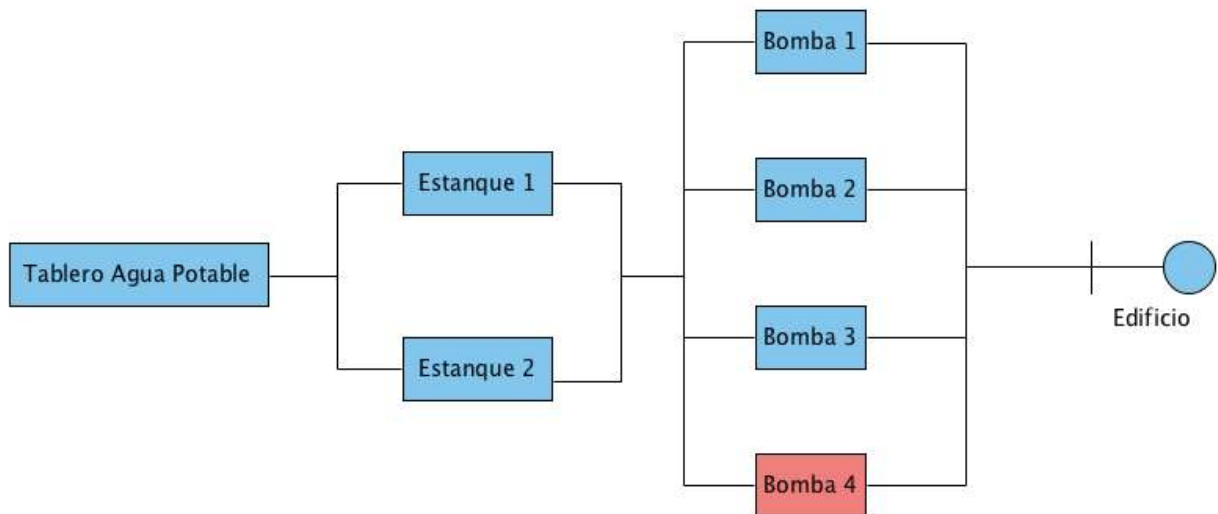 Bomba 1
Estanque 1
Bomba 2
Tablero Agua Potable
Edificio
Estanque 2
Bomba 3
Bomba 4